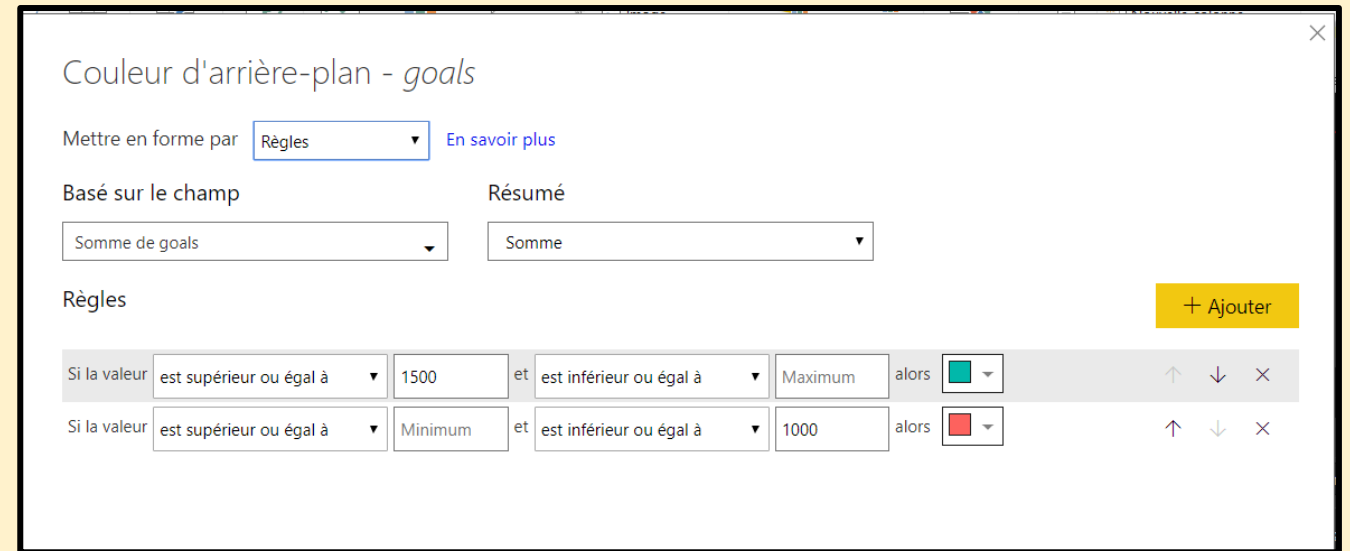 Couleur d'arrière-plan - goals
Mettre en forme par Règles En savoir plus
Basé sur le champ Résumé
Somme de goals Somme
Règles + Ajouter
Si la valeur est supérieur ou égal à 1500 et est inférieur ou égal à Maximum alors
Si la valeur est supérieur ou égal à Minimum et est inférieur ou égal à 1000 alors